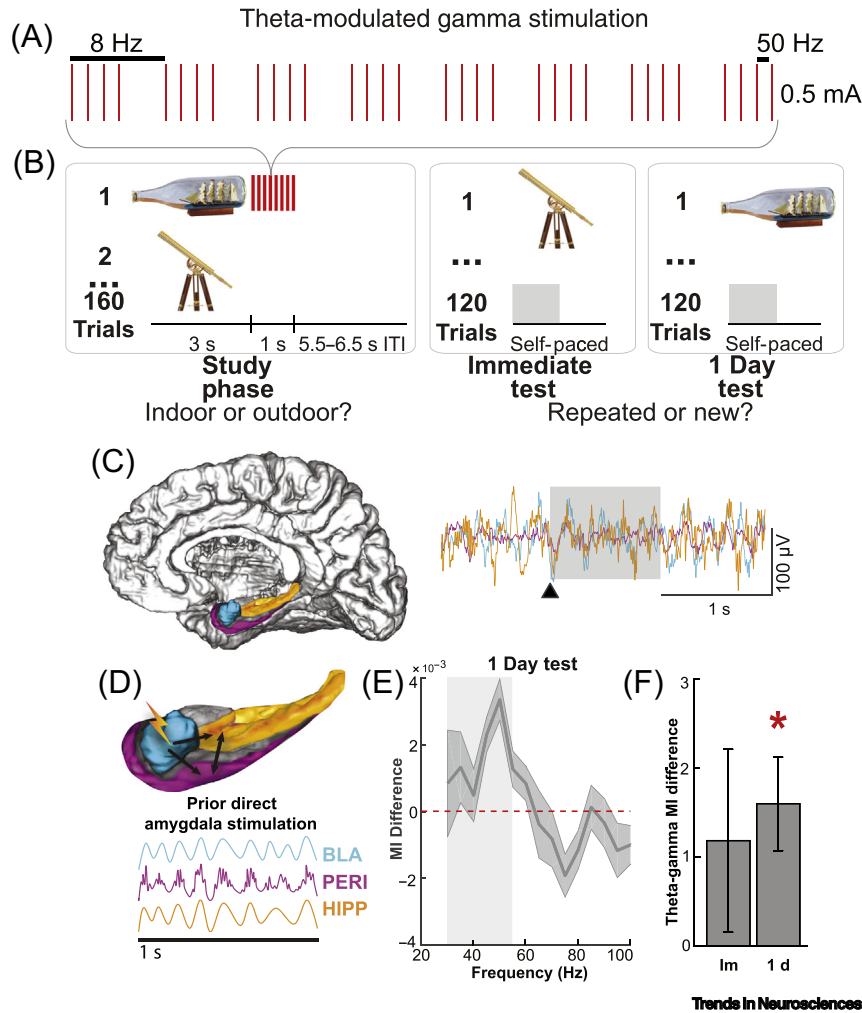 Theta-modulated gamma stimulation
(A)
8 Hz
50 Hz
0.5 mA
(B)
1
2
...
160
Trials
3 s
1 s
5.5–6.5 s ITI
Study
phase
Indoor or outdoor?
1
...
120
Trials
Self-paced
Immediate
test
1
...
120
Trials
Self-paced
1 Day
test
Repeated or new?
(C)
100 µV
1 s
(D)
Prior direct
amygdala stimulation
BLA
PERI
HIPP
1 s
(E)
×10⁻³
1 Day test
MI Difference
4
2
0
−2
−4
20
40
60
80
100
Frequency (Hz)
(F)
Theta-gamma MI difference
3
2
1
0
*
Im
1 d
Trends in Neurosciences